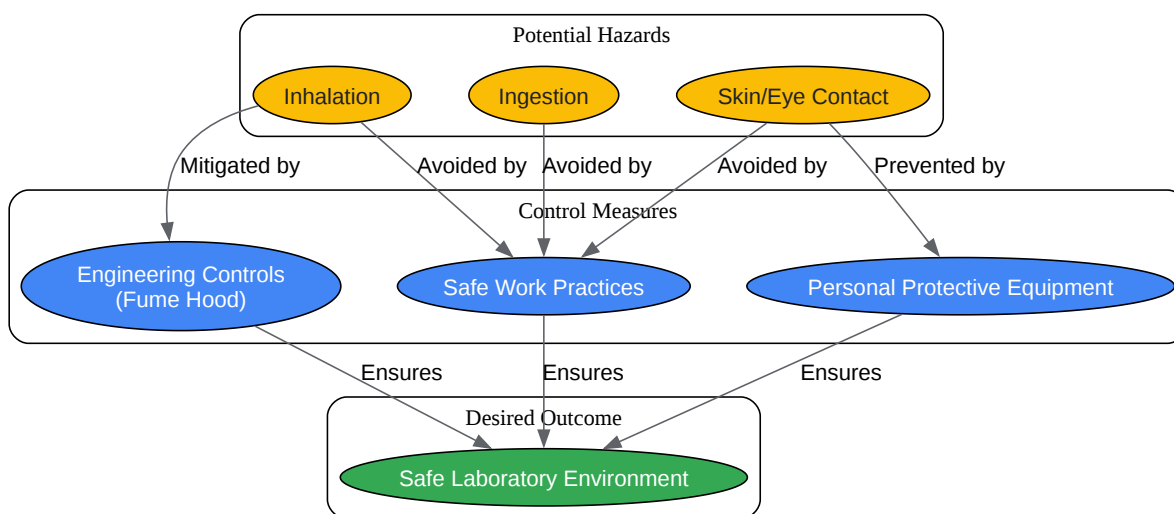 Potential Hazards
Inhalation
Ingestion
Skin/Eye Contact
Mitigated by
Avoided by
Avoided by
Avoided by
Prevented by
Control Measures
Engineering Controls
(Fume Hood)
Safe Work Practices
Personal Protective Equipment
Ensures
Ensures
Ensures
Desired Outcome
Safe Laboratory Environment